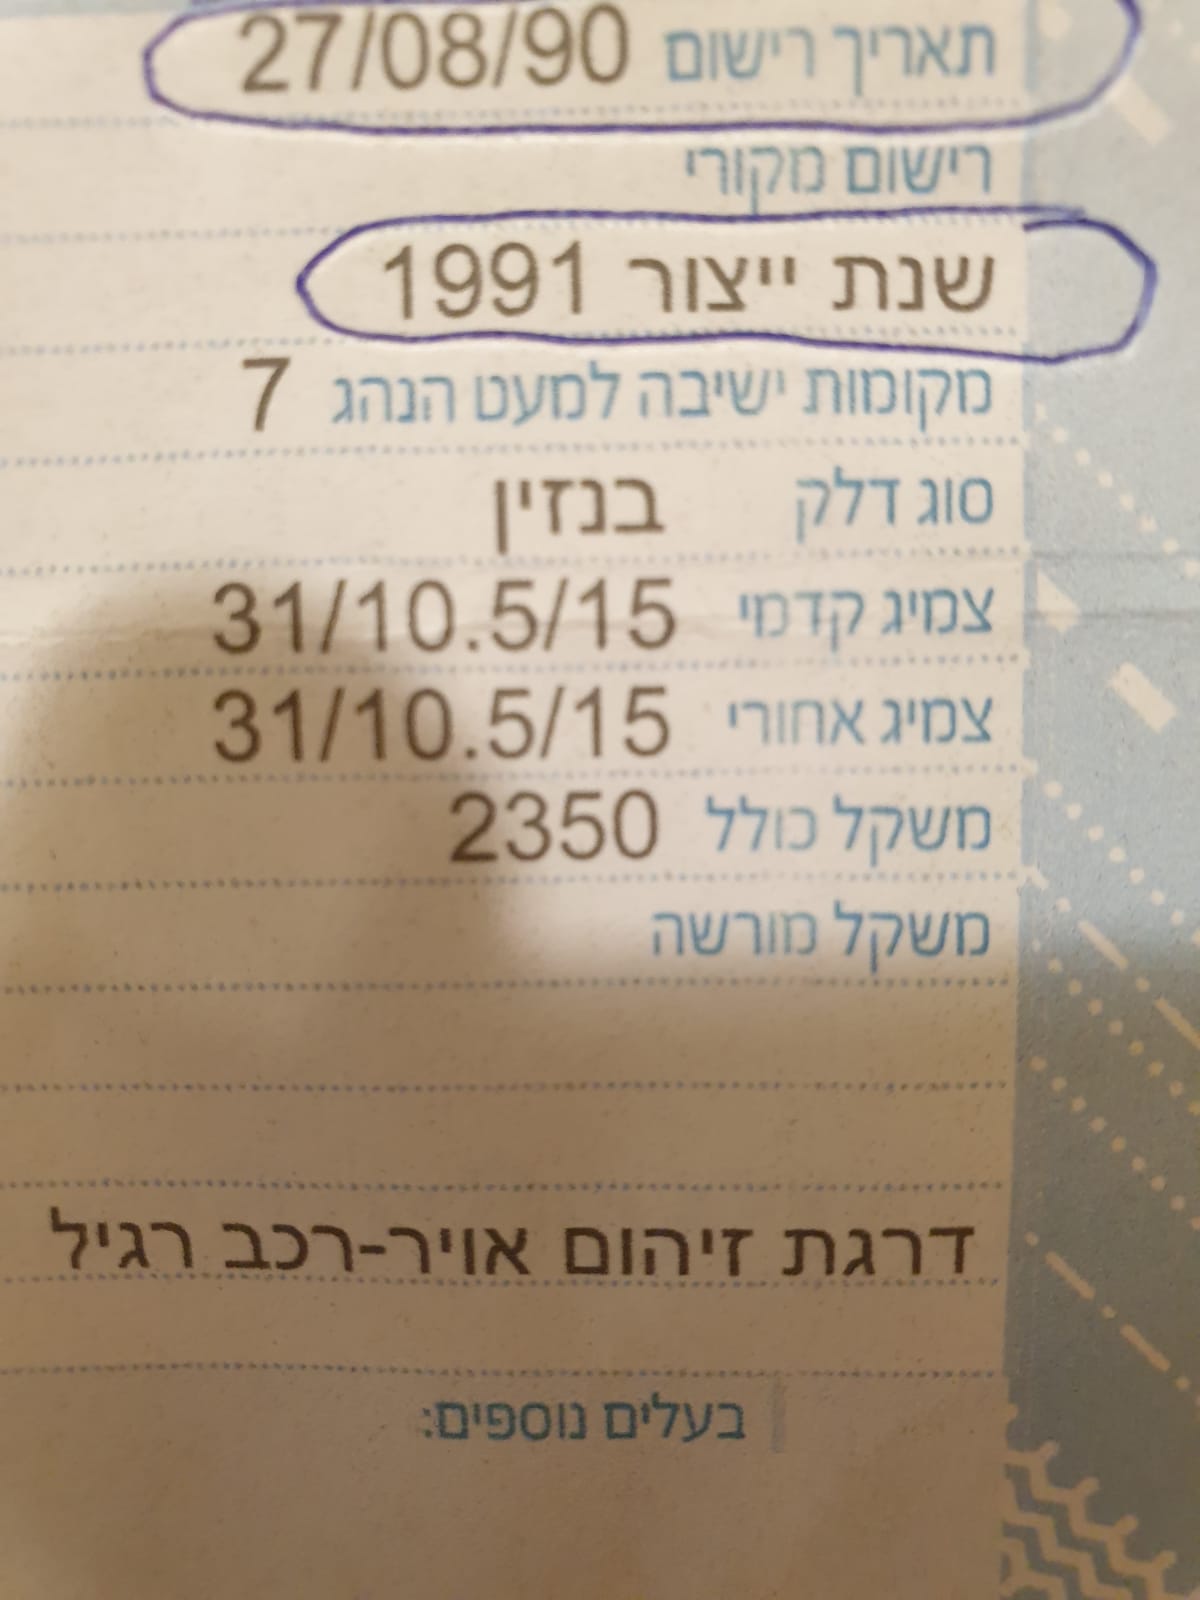 תאריך רישום 27/08/90
רישום מקורי
שנת ייצור 1991
מקומות ישיבה למעט הנהג 7
סוג דלק בנזין
צמיג קדמי 31/10.5/15
צמיג אחורי 31/10.5/15
משקל כולל 2350
משקל מורשה
דרגת זיהום אויר-רכב רגיל
בעלים נוספים: